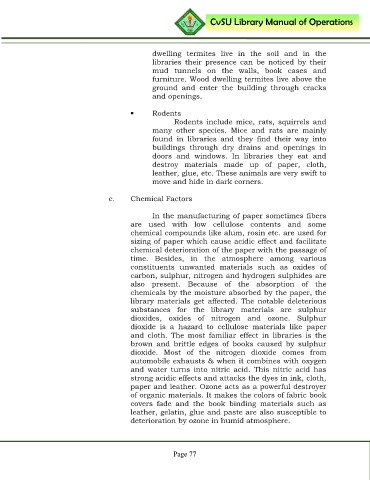 CvSU Library Manual of Operations
dwelling termites live in the soil and in the
libraries their presence can be noticed by their
mud tunnels on the walls, book cases and
furniture. Wood dwelling termites live above the
ground and enter the building through cracks
and openings.
• Rodents
Rodents include mice, rats, squirrels and
many other species. Mice and rats are mainly
found in libraries and they find their way into
buildings through dry drains and openings in
doors and windows. In libraries they eat and
destroy materials made up of paper, cloth,
leather, glue, etc. These animals are very swift to
move and hide in dark corners.
c. Chemical Factors
In the manufacturing of paper sometimes fibers
are used with low cellulose contents and some
chemical compounds like alum, rosin etc. are used for
sizing of paper which cause acidic effect and facilitate
chemical deterioration of the paper with the passage of
time. Besides, in the atmosphere among various
constituents unwanted materials such as oxides of
carbon, sulphur, nitrogen and hydrogen sulphides are
also present. Because of the absorption of the
chemicals by the moisture absorbed by the paper, the
library materials get affected. The notable deleterious
substances for the library materials are sulphur
dioxides, oxides of nitrogen and ozone. Sulphur
dioxide is a hazard to cellulose materials like paper
and cloth. The most familiar effect in libraries is the
brown and brittle edges of books caused by sulphur
dioxide. Most of the nitrogen dioxide comes from
automobile exhausts & when it combines with oxygen
and water turns into nitric acid. This nitric acid has
strong acidic effects and attacks the dyes in ink, cloth,
paper and leather. Ozone acts as a powerful destroyer
of organic materials. It makes the colors of fabric book
covers fade and the book binding materials such as
leather, gelatin, glue and paste are also susceptible to
deterioration by ozone in humid atmosphere.
Page 77